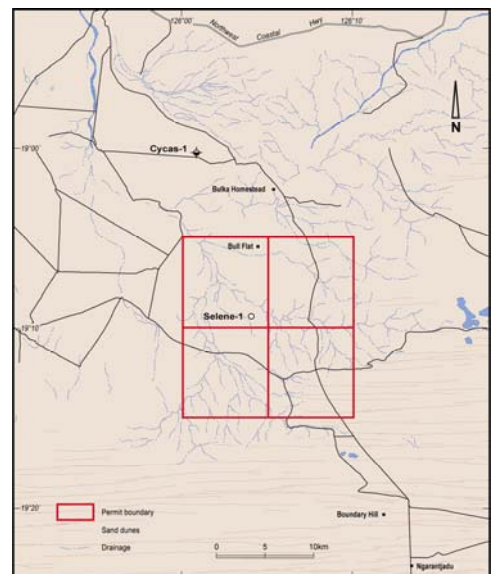 126°00'
126°10'
Northwest
Coastal
Hwy
19°00'
N
Cycas-1
Bulka Homestead
Bull Flat
Selene-1
19°10'
19°20'
Boundary Hill
Ngarantjadu
Permit boundary
Sand dunes
Drainage
0 5 10km